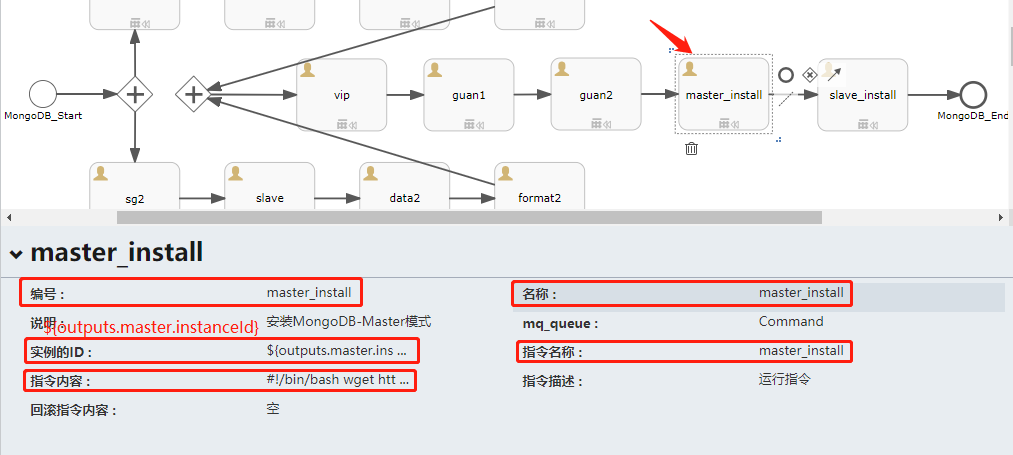 MongoDB_Start
vip
guan1
guan2
master_install
slave_install
MongoDB_End
sg2
slave
data2
format2
master_install
编号： master_install
名称： master_install
说明： 安装MongoDB-Master模式
mq_queue： Command
${outputs.master.instanceId}
实例的ID： ${outputs.master.ins ...
指令名称： master_install
指令内容： #!/bin/bash wget htt ...
指令描述： 运行指令
回滚指令内容： 空